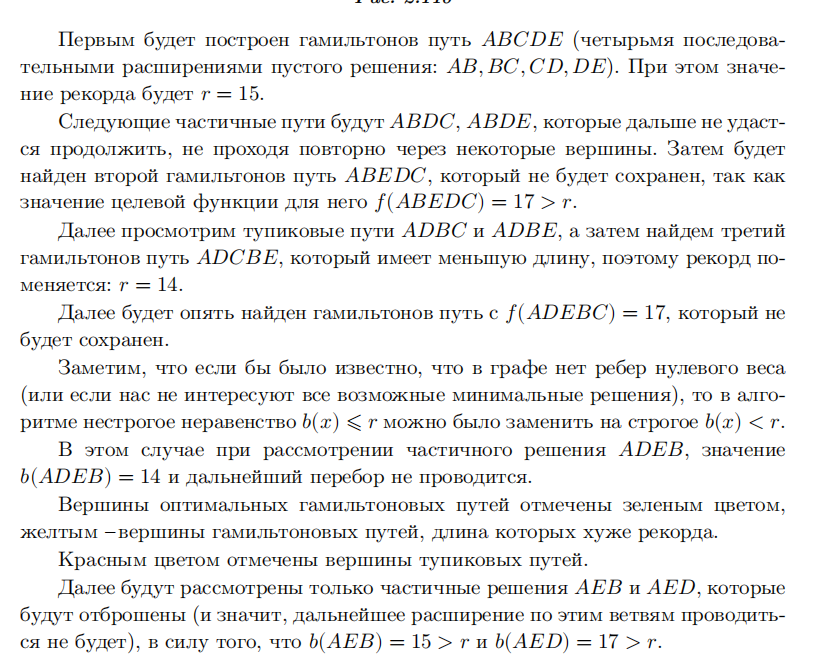 Первым будет построен гамильтонов путь ABCDE (четырьмя последова-
тельными расширениями пустого решения: AB, BC, CD, DE). При этом значе-
ние рекорда будет r = 15.
Следующие частичные пути будут ABDC, ABDE, которые дальше не удаст-
ся продолжить, не проходя повторно через некоторые вершины. Затем будет
найден второй гамильтонов путь ABEDC, который не будет сохранен, так как
значение целевой функции для него f(ABEDC) = 17 > r.
Далее просмотрим тупиковые пути ADBC и ADBE, а затем найдем третий
гамильтонов путь ADCBE, который имеет меньшую длину, поэтому рекорд по-
меняется: r = 14.
Далее будет опять найден гамильтонов путь с f(ADEBC) = 17, который не
будет сохранен.
Заметим, что если бы было известно, что в графе нет ребер нулевого веса
(или если нас не интересуют все возможные минимальные решения), то в алго-
ритме нестрогое неравенство b(x) ⩽ r можно было заменить на строгое b(x) < r.
В этом случае при рассмотрении частичного решения ADEB, значение
b(ADEB) = 14 и дальнейший перебор не проводится.
Вершины оптимальных гамильтоновых путей отмечены зеленым цветом,
желтым –вершины гамильтоновых путей, длина которых хуже рекорда.
Красным цветом отмечены вершины тупиковых путей.
Далее будут рассмотрены только частичные решения AEB и AED, которые
будут отброшены (и значит, дальнейшее расширение по этим ветвям проводить-
ся не будет), в силу того, что b(AEB) = 15 > r и b(AED) = 17 > r.